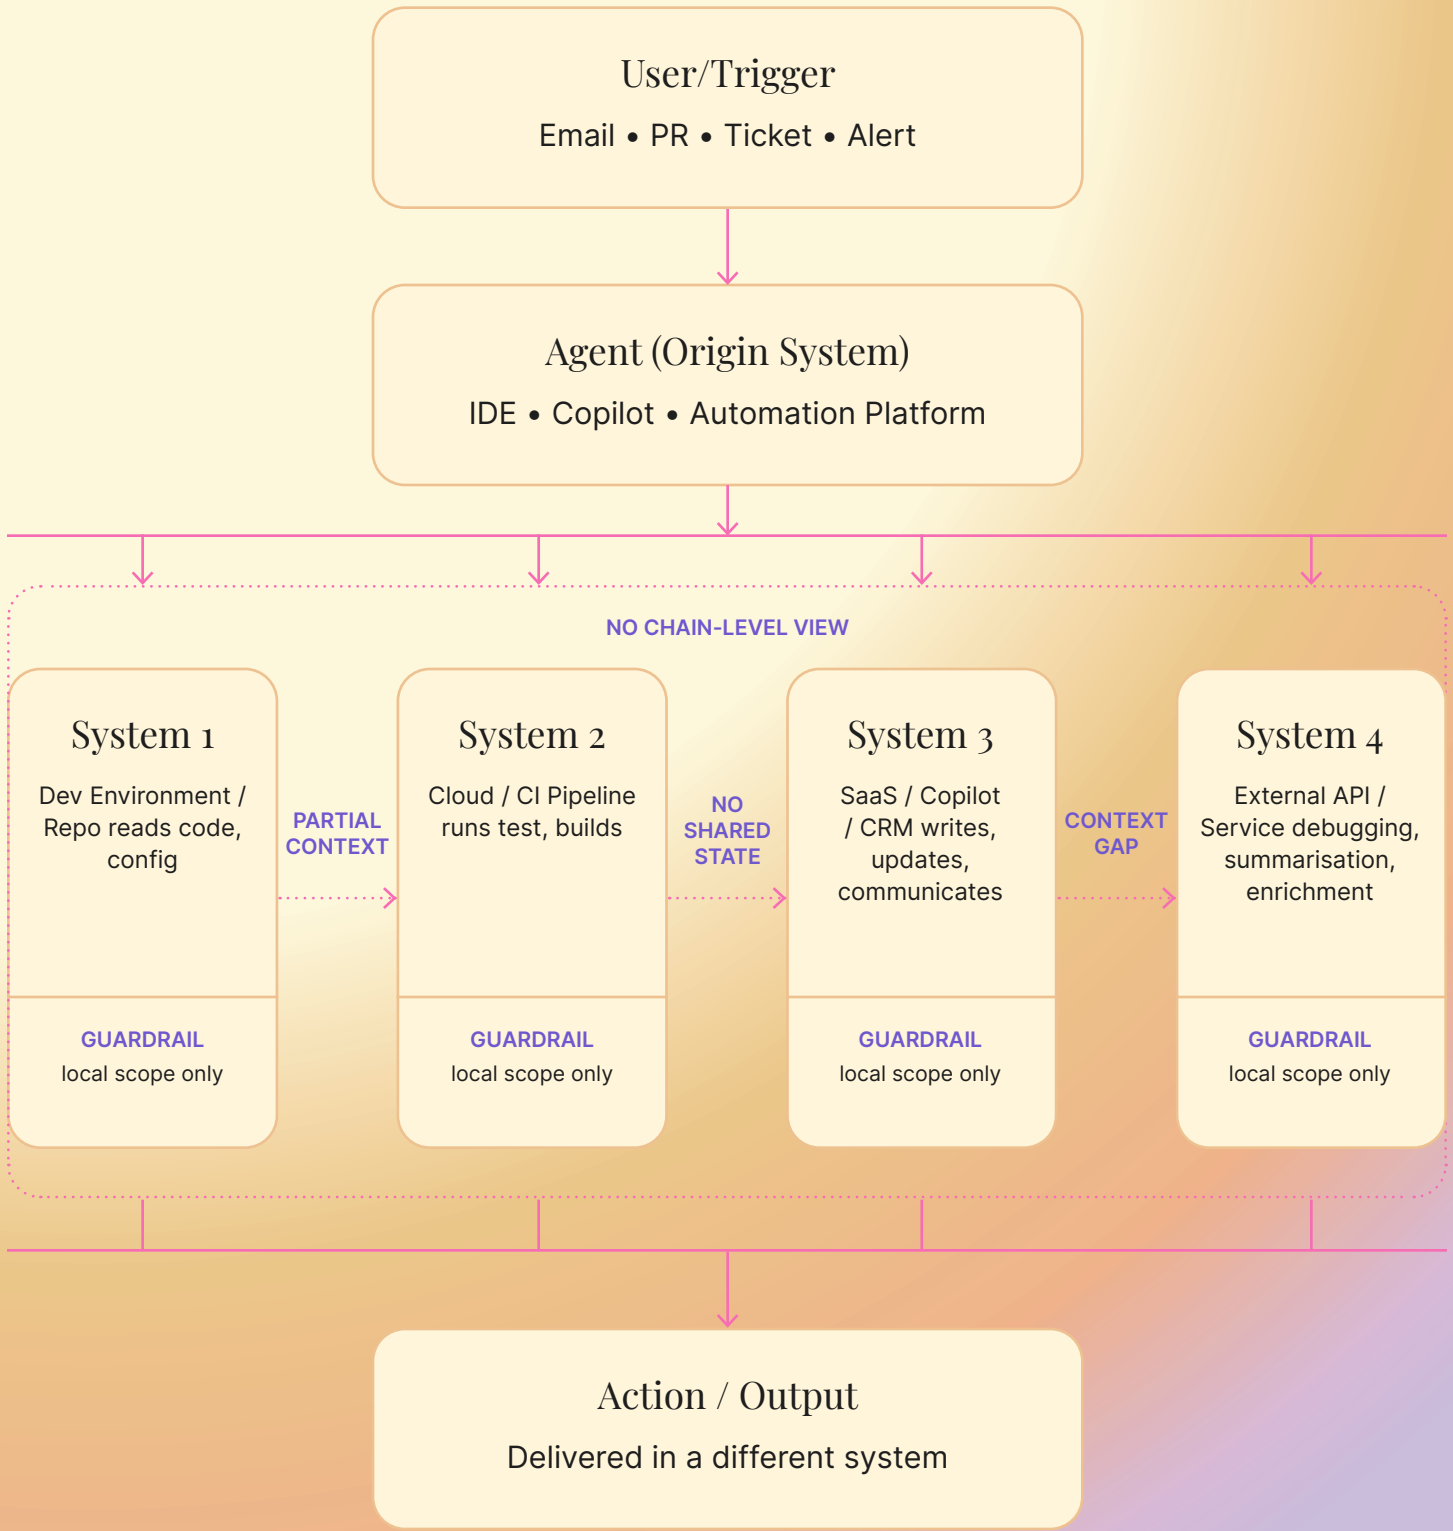 User/Trigger
Email • PR • Ticket • Alert
Agent (Origin System)
IDE • Copilot • Automation Platform
NO CHAIN-LEVEL VIEW
System 1
Dev Environment /
Repo reads code,
config
GUARDRAIL
local scope only
PARTIAL
CONTEXT
System 2
Cloud / CI Pipeline
runs test, builds
GUARDRAIL
local scope only
NO
SHARED
STATE
System 3
SaaS / Copilot
/ CRM writes,
updates,
communicates
GUARDRAIL
local scope only
CONTEXT
GAP
System 4
External API /
Service debugging,
summarisation,
enrichment
GUARDRAIL
local scope only
Action / Output
Delivered in a different system